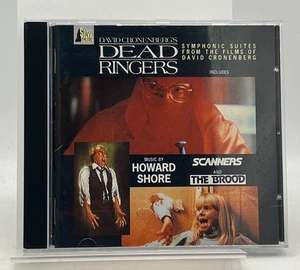 SILVA
DAVID CRONENBERG'S
DEAD
RINGERS
SYMPHONIC SUITES
FROM THE FILMS OF
DAVID CRONENBERG
INCLUDES
MUSIC BY
HOWARD
SHORE
SCANNERS
AND
THE BROOD